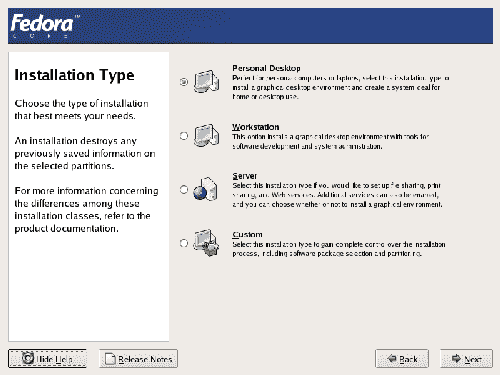 Fedora™
CORE
Installation Type
Choose the type of installation
that best meets your needs.
An installation destroys any
previously saved information on
the selected partitions.
For more information concerning
the differences among these
installation classes, refer to the
product documentation.
Personal Desktop
Perfect for personal computers or laptops, select this installation type to
install a graphical desktop environment and create a system ideal for
home or desktop use.
Workstation
This option installs a graphical desktop environment with tools for
software development and system administration.
Server
Select this installation type if you would like to set up file sharing, print
sharing, and Web services. Additional services can also be enabled,
and you can choose whether or not to install a graphical environment.
Custom
Select this installation type to gain complete control over the installation
process, including software package selection and partitioning.
Hide Help
Release Notes
Back
Next